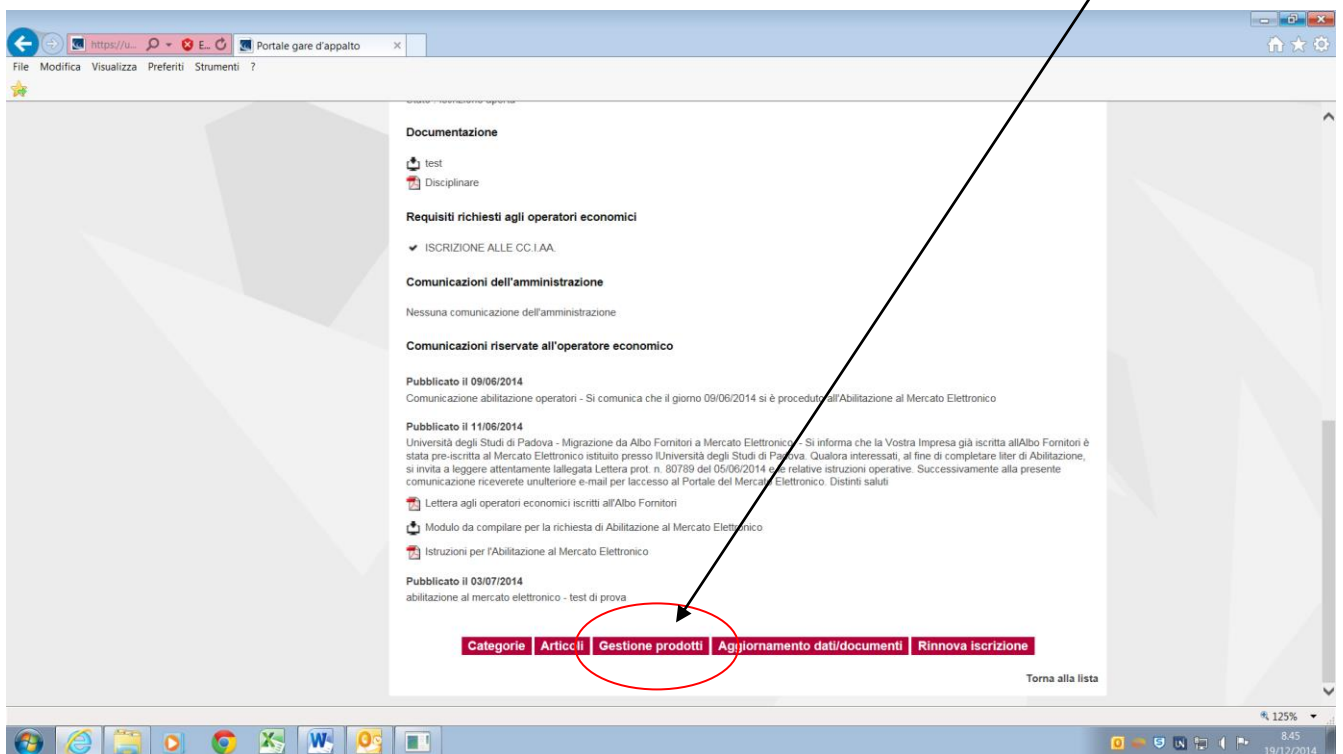 https://u...
E...
Portale gare d'appalto
File Modifica Visualizza Preferiti Strumenti ?
Stato : Iscrizione aperta
Documentazione
test
Disciplinare
Requisiti richiesti agli operatori economici
ISCRIZIONE ALLE CC.I.AA.
Comunicazioni dell'amministrazione
Nessuna comunicazione dell'amministrazione
Comunicazioni riservate all'operatore economico
Pubblicato il 09/06/2014
Comunicazione abilitazione operatori - Si comunica che il giorno 09/06/2014 si è proceduto all'Abilitazione al Mercato Elettronico
Pubblicato il 11/06/2014
Università degli Studi di Padova - Migrazione da Albo Fornitori a Mercato Elettronico - Si informa che la Vostra Impresa già iscritta allAlbo Fornitori è
stata pre-iscritta al Mercato Elettronico istituito presso lUniversità degli Studi di Padova. Qualora interessati, al fine di completare liter di Abilitazione,
si invita a leggere attentamente lallegata Lettera prot. n. 80789 del 05/06/2014 e le relative istruzioni operative. Successivamente alla presente
comunicazione riceverete unulteriore e-mail per laccesso al Portale del Mercato Elettronico. Distinti saluti
Lettera agli operatori economici iscritti all'Albo Fornitori
Modulo da compilare per la richiesta di Abilitazione al Mercato Elettronico
Istruzioni per l'Abilitazione al Mercato Elettronico
Pubblicato il 03/07/2014
abilitazione al mercato elettronico - test di prova
Categorie Articoli Gestione prodotti Aggiornamento dati/documenti Rinnova iscrizione
Torna alla lista
125%
8.45
19/12/2014